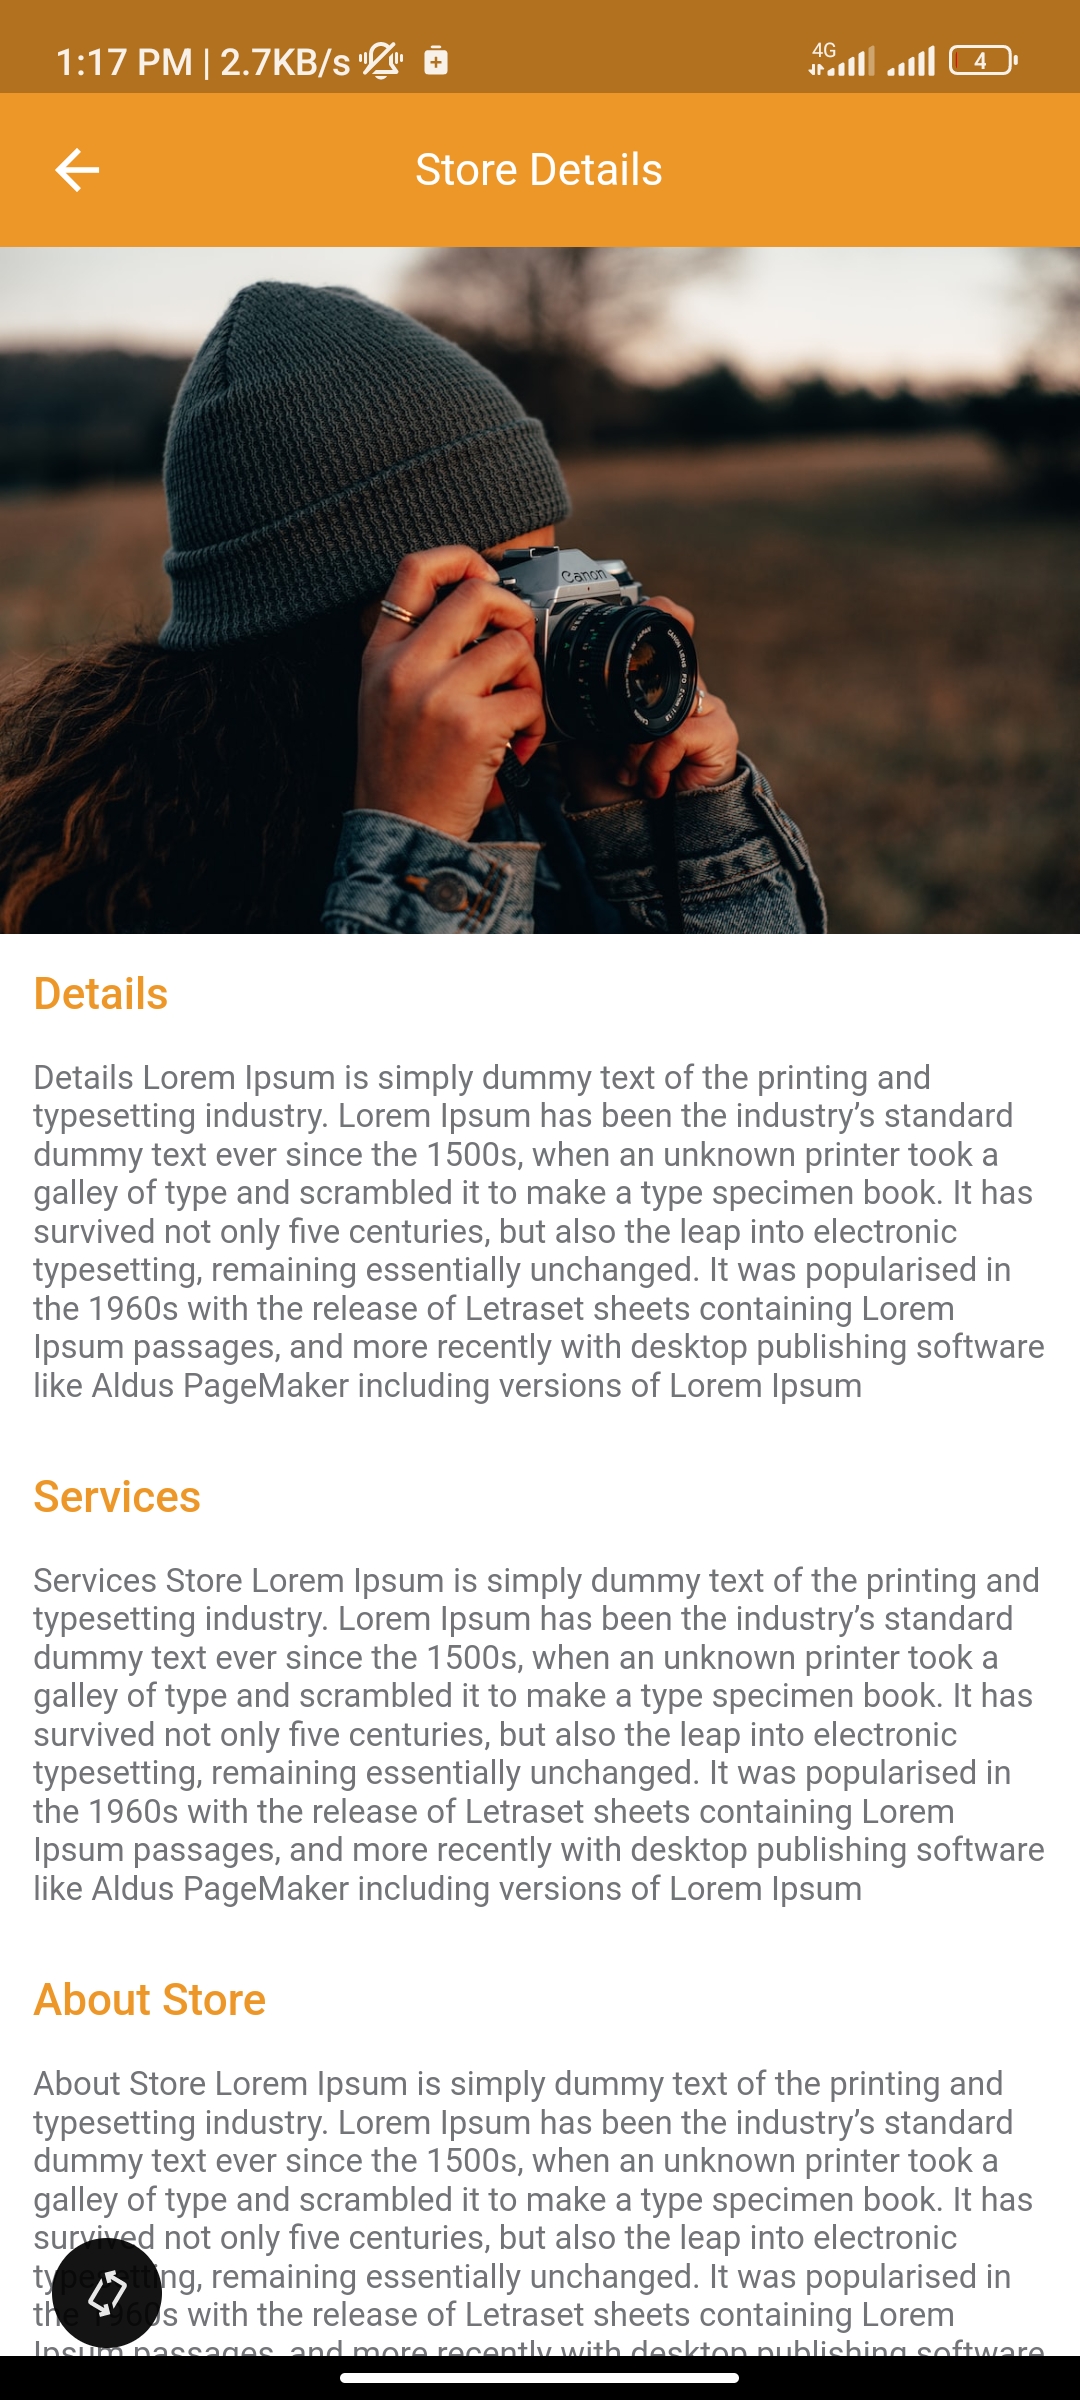 1:17 PM | 2.7KB/s
4G
4
Store Details
Canon
Details
Details Lorem Ipsum is simply dummy text of the printing and
typesetting industry. Lorem Ipsum has been the industry’s standard
dummy text ever since the 1500s, when an unknown printer took a
galley of type and scrambled it to make a type specimen book. It has
survived not only five centuries, but also the leap into electronic
typesetting, remaining essentially unchanged. It was popularised in
the 1960s with the release of Letraset sheets containing Lorem
Ipsum passages, and more recently with desktop publishing software
like Aldus PageMaker including versions of Lorem Ipsum
Services
Services Store Lorem Ipsum is simply dummy text of the printing and
typesetting industry. Lorem Ipsum has been the industry’s standard
dummy text ever since the 1500s, when an unknown printer took a
galley of type and scrambled it to make a type specimen book. It has
survived not only five centuries, but also the leap into electronic
typesetting, remaining essentially unchanged. It was popularised in
the 1960s with the release of Letraset sheets containing Lorem
Ipsum passages, and more recently with desktop publishing software
like Aldus PageMaker including versions of Lorem Ipsum
About Store
About Store Lorem Ipsum is simply dummy text of the printing and
typesetting industry. Lorem Ipsum has been the industry’s standard
dummy text ever since the 1500s, when an unknown printer took a
galley of type and scrambled it to make a type specimen book. It has
survived not only five centuries, but also the leap into electronic
typesetting, remaining essentially unchanged. It was popularised in
the 1960s with the release of Letraset sheets containing Lorem
Ipsum passages, and more recently with desktop publishing software